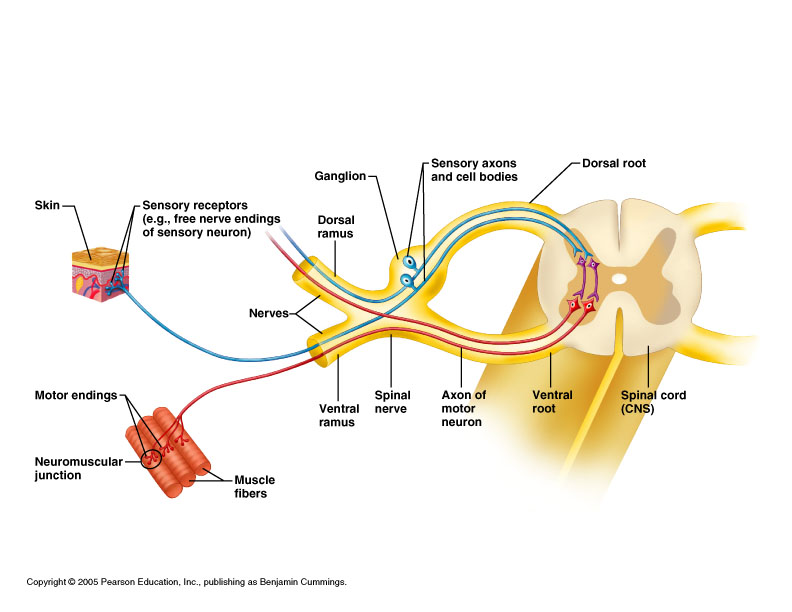 Sensory axons
and cell bodies
Dorsal root
Ganglion
Skin
Sensory receptors
(e.g., free nerve endings
of sensory neuron)
Dorsal
ramus
Nerves
Motor endings
Ventral
ramus
Spinal
nerve
Axon of
motor
neuron
Ventral
root
Spinal cord
(CNS)
Neuromuscular
junction
Muscle
fibers
Copyright © 2005 Pearson Education, Inc., publishing as Benjamin Cummings.